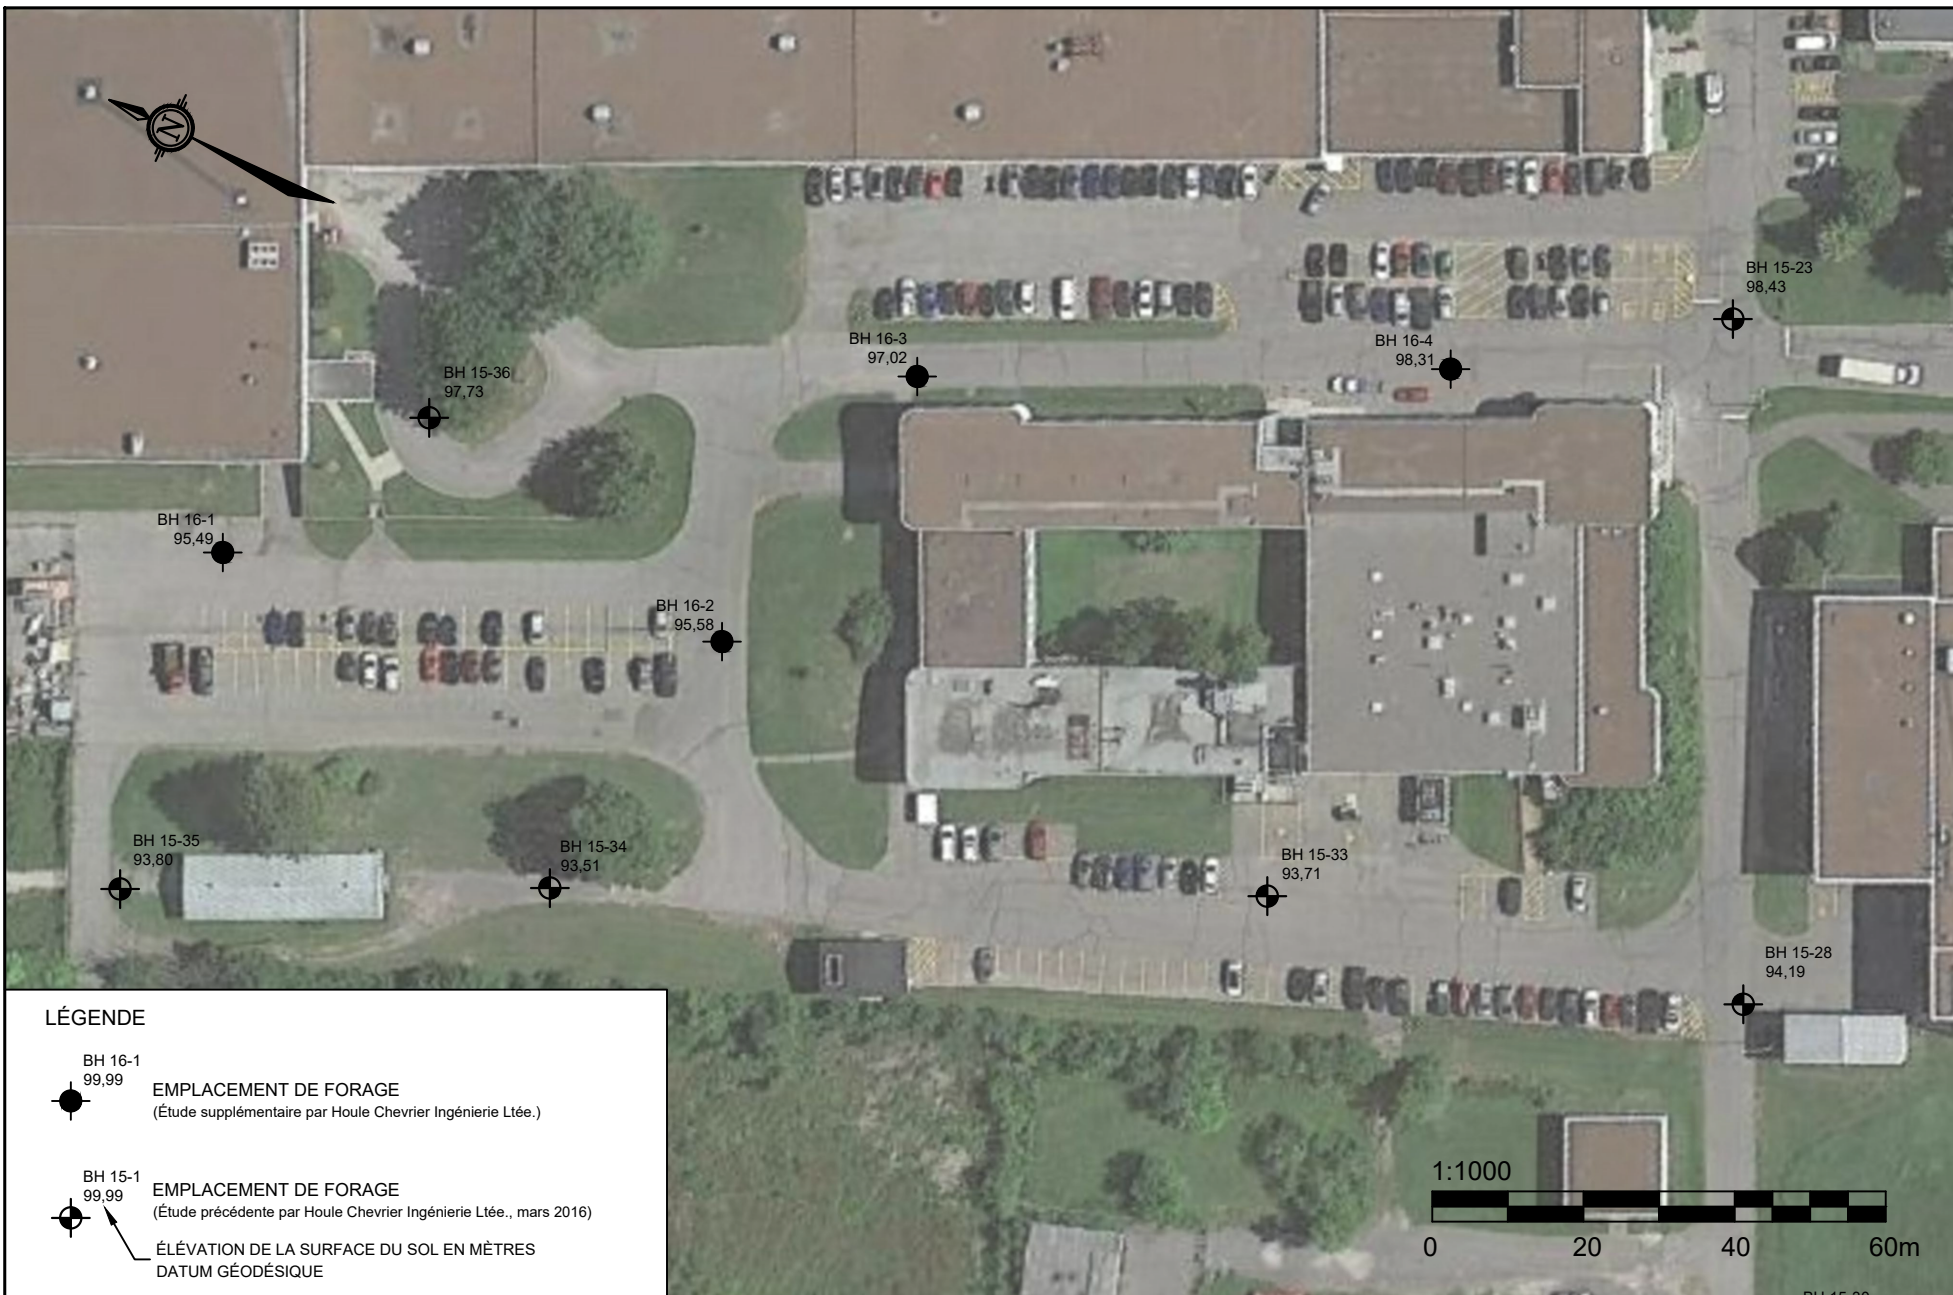 N
BH 15-23
98,43
BH 16-3
97,02
BH 16-4
98,31
BH 15-36
97,73
BH 16-1
95,49
BH 16-2
95,58
BH 15-35
93,80
BH 15-34
93,51
BH 15-33
93,71
BH 15-28
94,19
LÉGENDE
BH 16-1
99,99
EMPLACEMENT DE FORAGE
(Étude supplémentaire par Houle Chevrier Ingénierie Ltée.)
BH 15-1
99,99
EMPLACEMENT DE FORAGE
(Étude précédente par Houle Chevrier Ingénierie Ltée., mars 2016)
ÉLÉVATION DE LA SURFACE DU SOL EN MÈTRES
DATUM GÉODÉSIQUE
1:1000
0 20 40 60m